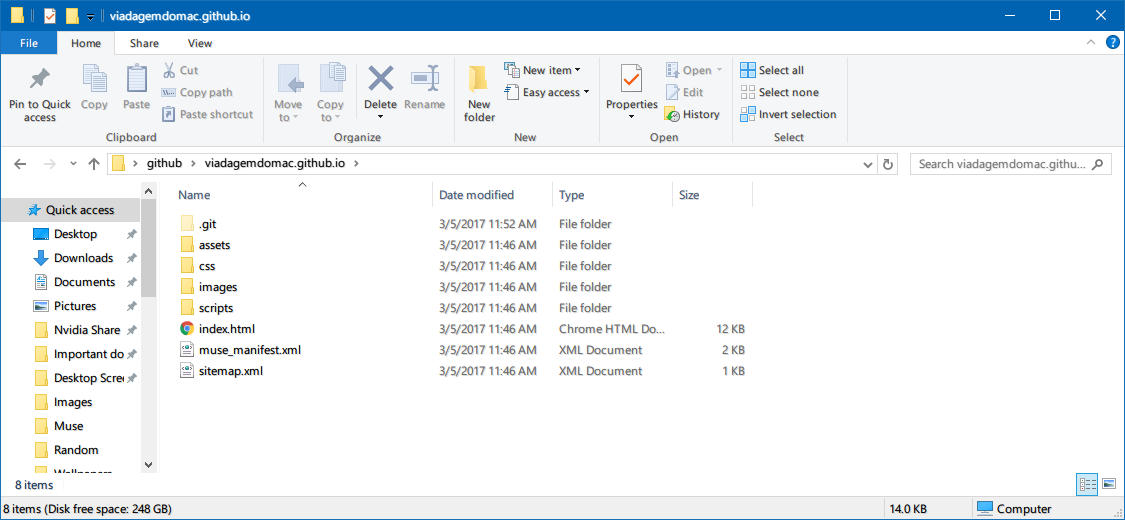 viadagemdomac.github.io
File Home Share View
Pin to Quick access
Copy
Paste
Cut
Copy path
Paste shortcut
Clipboard
Move to
Copy to
Delete
Rename
Organize
New folder
New item
Easy access
New
Properties
Open
Edit
History
Open
Select all
Select none
Invert selection
Select
github viadagemdomac.github.io
Search viadagemdomac.githu...
Quick access
Desktop
Downloads
Documents
Pictures
Nvidia Share
Important do
Desktop Scree
Images
Muse
Random
Wallpapers
Name Date modified Type Size
.git 3/5/2017 11:52 AM File folder
assets 3/5/2017 11:46 AM File folder
css 3/5/2017 11:46 AM File folder
images 3/5/2017 11:46 AM File folder
scripts 3/5/2017 11:46 AM File folder
index.html 3/5/2017 11:46 AM Chrome HTML Do... 12 KB
muse_manifest.xml 3/5/2017 11:46 AM XML Document 2 KB
sitemap.xml 3/5/2017 11:46 AM XML Document 1 KB
8 items
8 items (Disk free space: 248 GB) 14.0 KB Computer